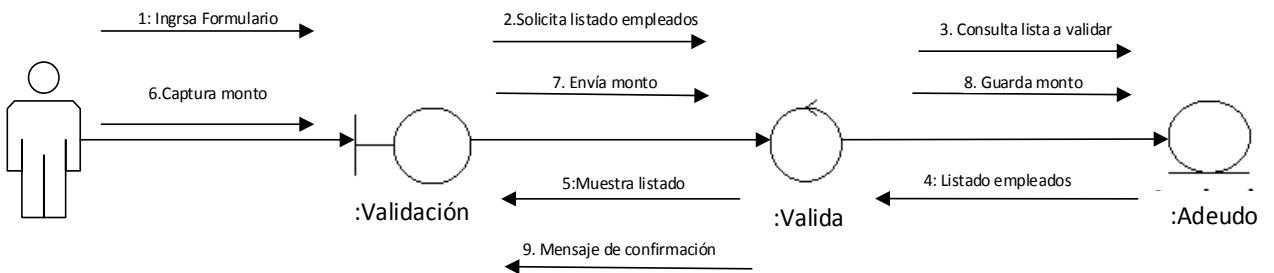 1: Ingrsa Formulario
2.Solicita listado empleados
3. Consulta lista a validar
6.Captura monto
7. Envía monto
8. Guarda monto
5:Muestra listado
4: Listado empleados
:Validación
:Valida
:Adeudo
9. Mensaje de confirmación